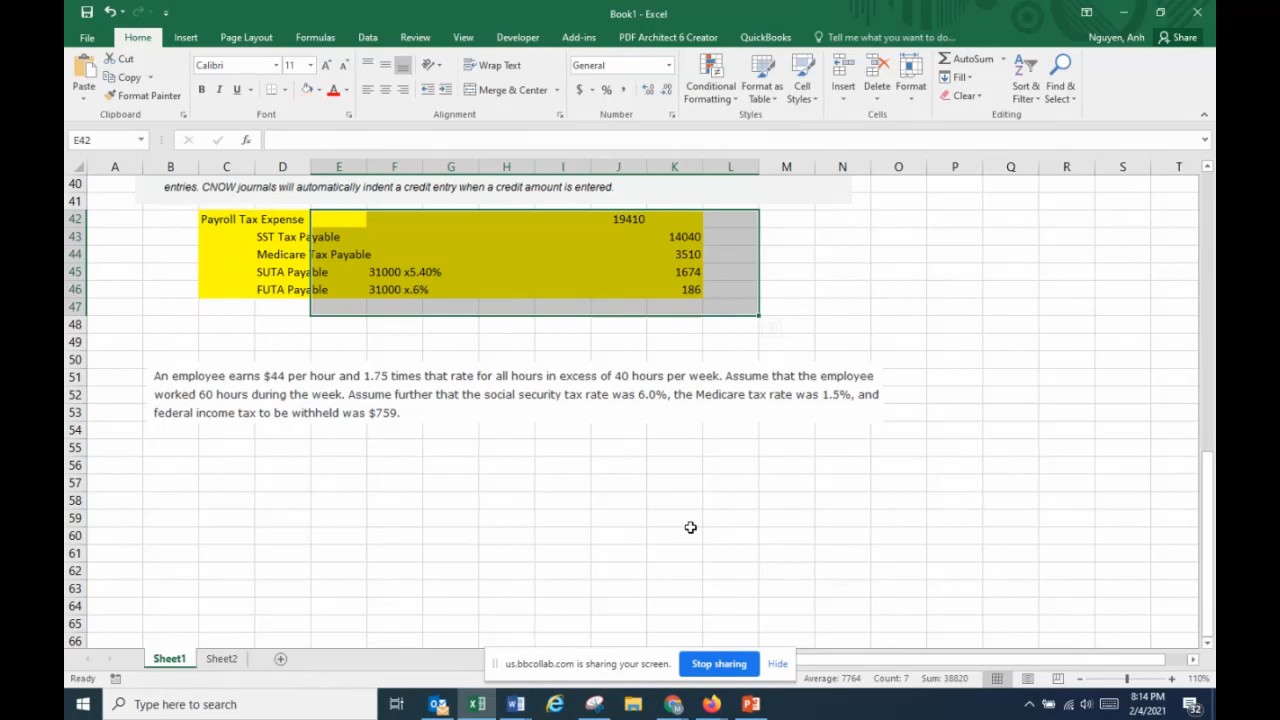 Book1 - Excel
File Home Insert Page Layout Formulas Data Review View Developer Add-ins PDF Architect 6 Creator QuickBooks Tell me what you want to do... Nguyen, Anh Share
Cut
Copy
Format Painter
Paste
Clipboard
Calibri 11
B I U
Font
Wrap Text
Merge & Center
Alignment
General
$ % ,
Number
Conditional Formatting
Format as Table
Cell Styles
Styles
Insert Delete Format
Cells
AutoSum
Fill
Clear
Sort & Filter
Find & Select
Editing
E42
A B C D E F G H I J K L M N O P Q R S T
40 entries. CNOW journals will automatically indent a credit entry when a credit amount is entered.
41
42 Payroll Tax Expense 19410
43 SST Tax Payable 14040
44 Medicare Tax Payable 3510
45 SUTA Payable 31000 x5.40% 1674
46 FUTA Payable 31000 x.6% 186
47
48
49
50
51 An employee earns $44 per hour and 1.75 times that rate for all hours in excess of 40 hours per week. Assume that the employee
52 worked 60 hours during the week. Assume further that the social security tax rate was 6.0%, the Medicare tax rate was 1.5%, and
53 federal income tax to be withheld was $759.
54
55
56
57
58
59
60
61
62
63
64
65
66
Sheet1 Sheet2
us.bbcollab.com is sharing your screen. Stop sharing Hide
Ready Average: 7764 Count: 7 Sum: 38820 110%
Type here to search
8:14 PM
2/4/2021
32